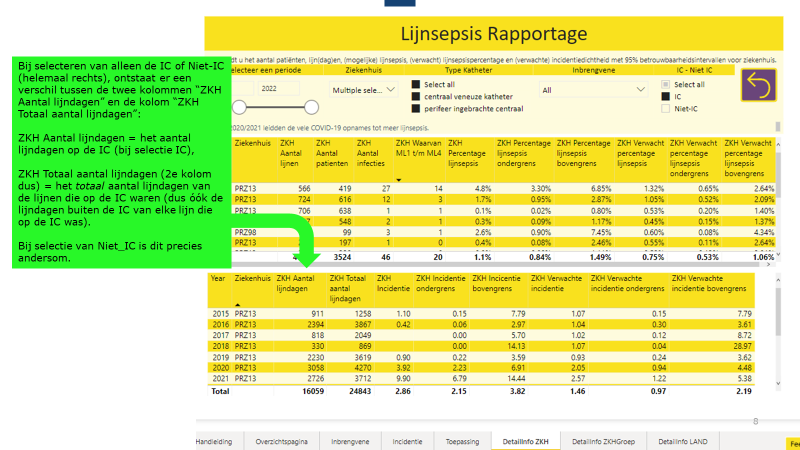 Lijnsepsis Rapportage
Bij selecteren van alleen de IC of Niet-IC
(helemaal rechts), ontstaat er een
verschil tussen de twee kolommen "ZKH
Aantal lijndagen" en de kolom "ZKH
Totaal aantal lijndagen":
ZKH Aantal lijndagen = het aantal
lijndagen op de IC (bij selectie IC),
ZKH Totaal aantal lijndagen (2e kolom
dus) = het totaal aantal lijndagen van
de lijnen die op de IC waren (dus óók de
lijndagen buiten de IC van elke lijn die
op de IC was).
Bij selectie van Niet_IC is dit precies
andersom.
dt u het aantal patiënten, lijn(dag)en, (mogelijke) lijnsepsis, (verwacht) lijnsepsispercentage en (verwachte) incidentiedichtheid met 95% betrouwbaarheidsintervallen voor ziekenhuis.
electeer een periode Ziekenhuis Type Katheter Inbrengvene IC - Niet IC
2022 Multiple sele... All
Select all
centraal veneuze katheter
perifeer ingebrachte centraal
Select all
IC
Niet-IC
2020/2021 leidden de vele COVID-19 opnames tot meer lijnsepsis.
Ziekenhuis ZKH Aantal lijnen ZKH Aantal patienten ZKH Aantal infecties ZKH Waarvan ML1 t/m ML4 ZKH Percentage lijnsepsis ZKH Percentage lijnsepsis ondergrens ZKH Percentage lijnsepsis bovengrens ZKH Verwacht percentage lijnsepsis ZKH Verwacht percentage lijnsepsis ondergrens ZKH Verwacht percentage lijnsepsis bovengrens
PRZ13 566 419 27 14 4.8% 3.30% 6.85% 1.32% 0.65% 2.64%
PRZ13 724 616 12 3 1.7% 0.95% 2.87% 1.05% 0.52% 2.09%
PRZ13 706 638 1 1 0.1% 0.02% 0.80% 0.53% 0.20% 1.40%
548 2 1 0.3% 0.09% 1.17% 0.45% 0.15% 1.37%
PRZ98 99 3 1 2.6% 0.90% 7.45% 0.60% 0.08% 4.34%
PRZ13 197 1 0 0.4% 0.08% 2.46% 0.55% 0.11% 2.64%
3524 46 20 1.1% 0.84% 1.49% 0.75% 0.53% 1.06%
Year Ziekenhuis ZKH Aantal lijndagen ZKH Totaal aantal lijndagen ZKH Incidentie ZKH Incidentie ondergrens ZKH Incidentie bovengrens ZKH Verwachte incidentie ZKH Verwachte incidentie ondergrens ZKH Verwachte incidentie bovengrens
2015 PRZ13 911 1258 1.10 0.15 7.79 1.07 0.15 7.79
2016 PRZ13 2394 3867 0.42 0.06 2.97 1.04 0.30 3.61
2017 PRZ13 818 2049 0.00 5.70 1.02 0.12 8.72
2018 PRZ13 330 869 0.00 14.13 1.07 0.04 28.97
2019 PRZ13 2230 3619 0.90 0.22 3.59 0.93 0.24 3.62
2020 PRZ13 3058 4270 3.92 2.23 6.91 2.05 0.94 4.48
2021 PRZ13 2726 3712 9.90 6.79 14.44 2.57 1.22 5.38
Total 16059 24843 2.86 2.15 3.82 1.46 0.97 2.19
8
Handleiding Overzichtspagina Inbrengvene Incidentie Toepassing DetailInfo ZKH DetailInfo ZKHGroep DetailInfo LAND Fee